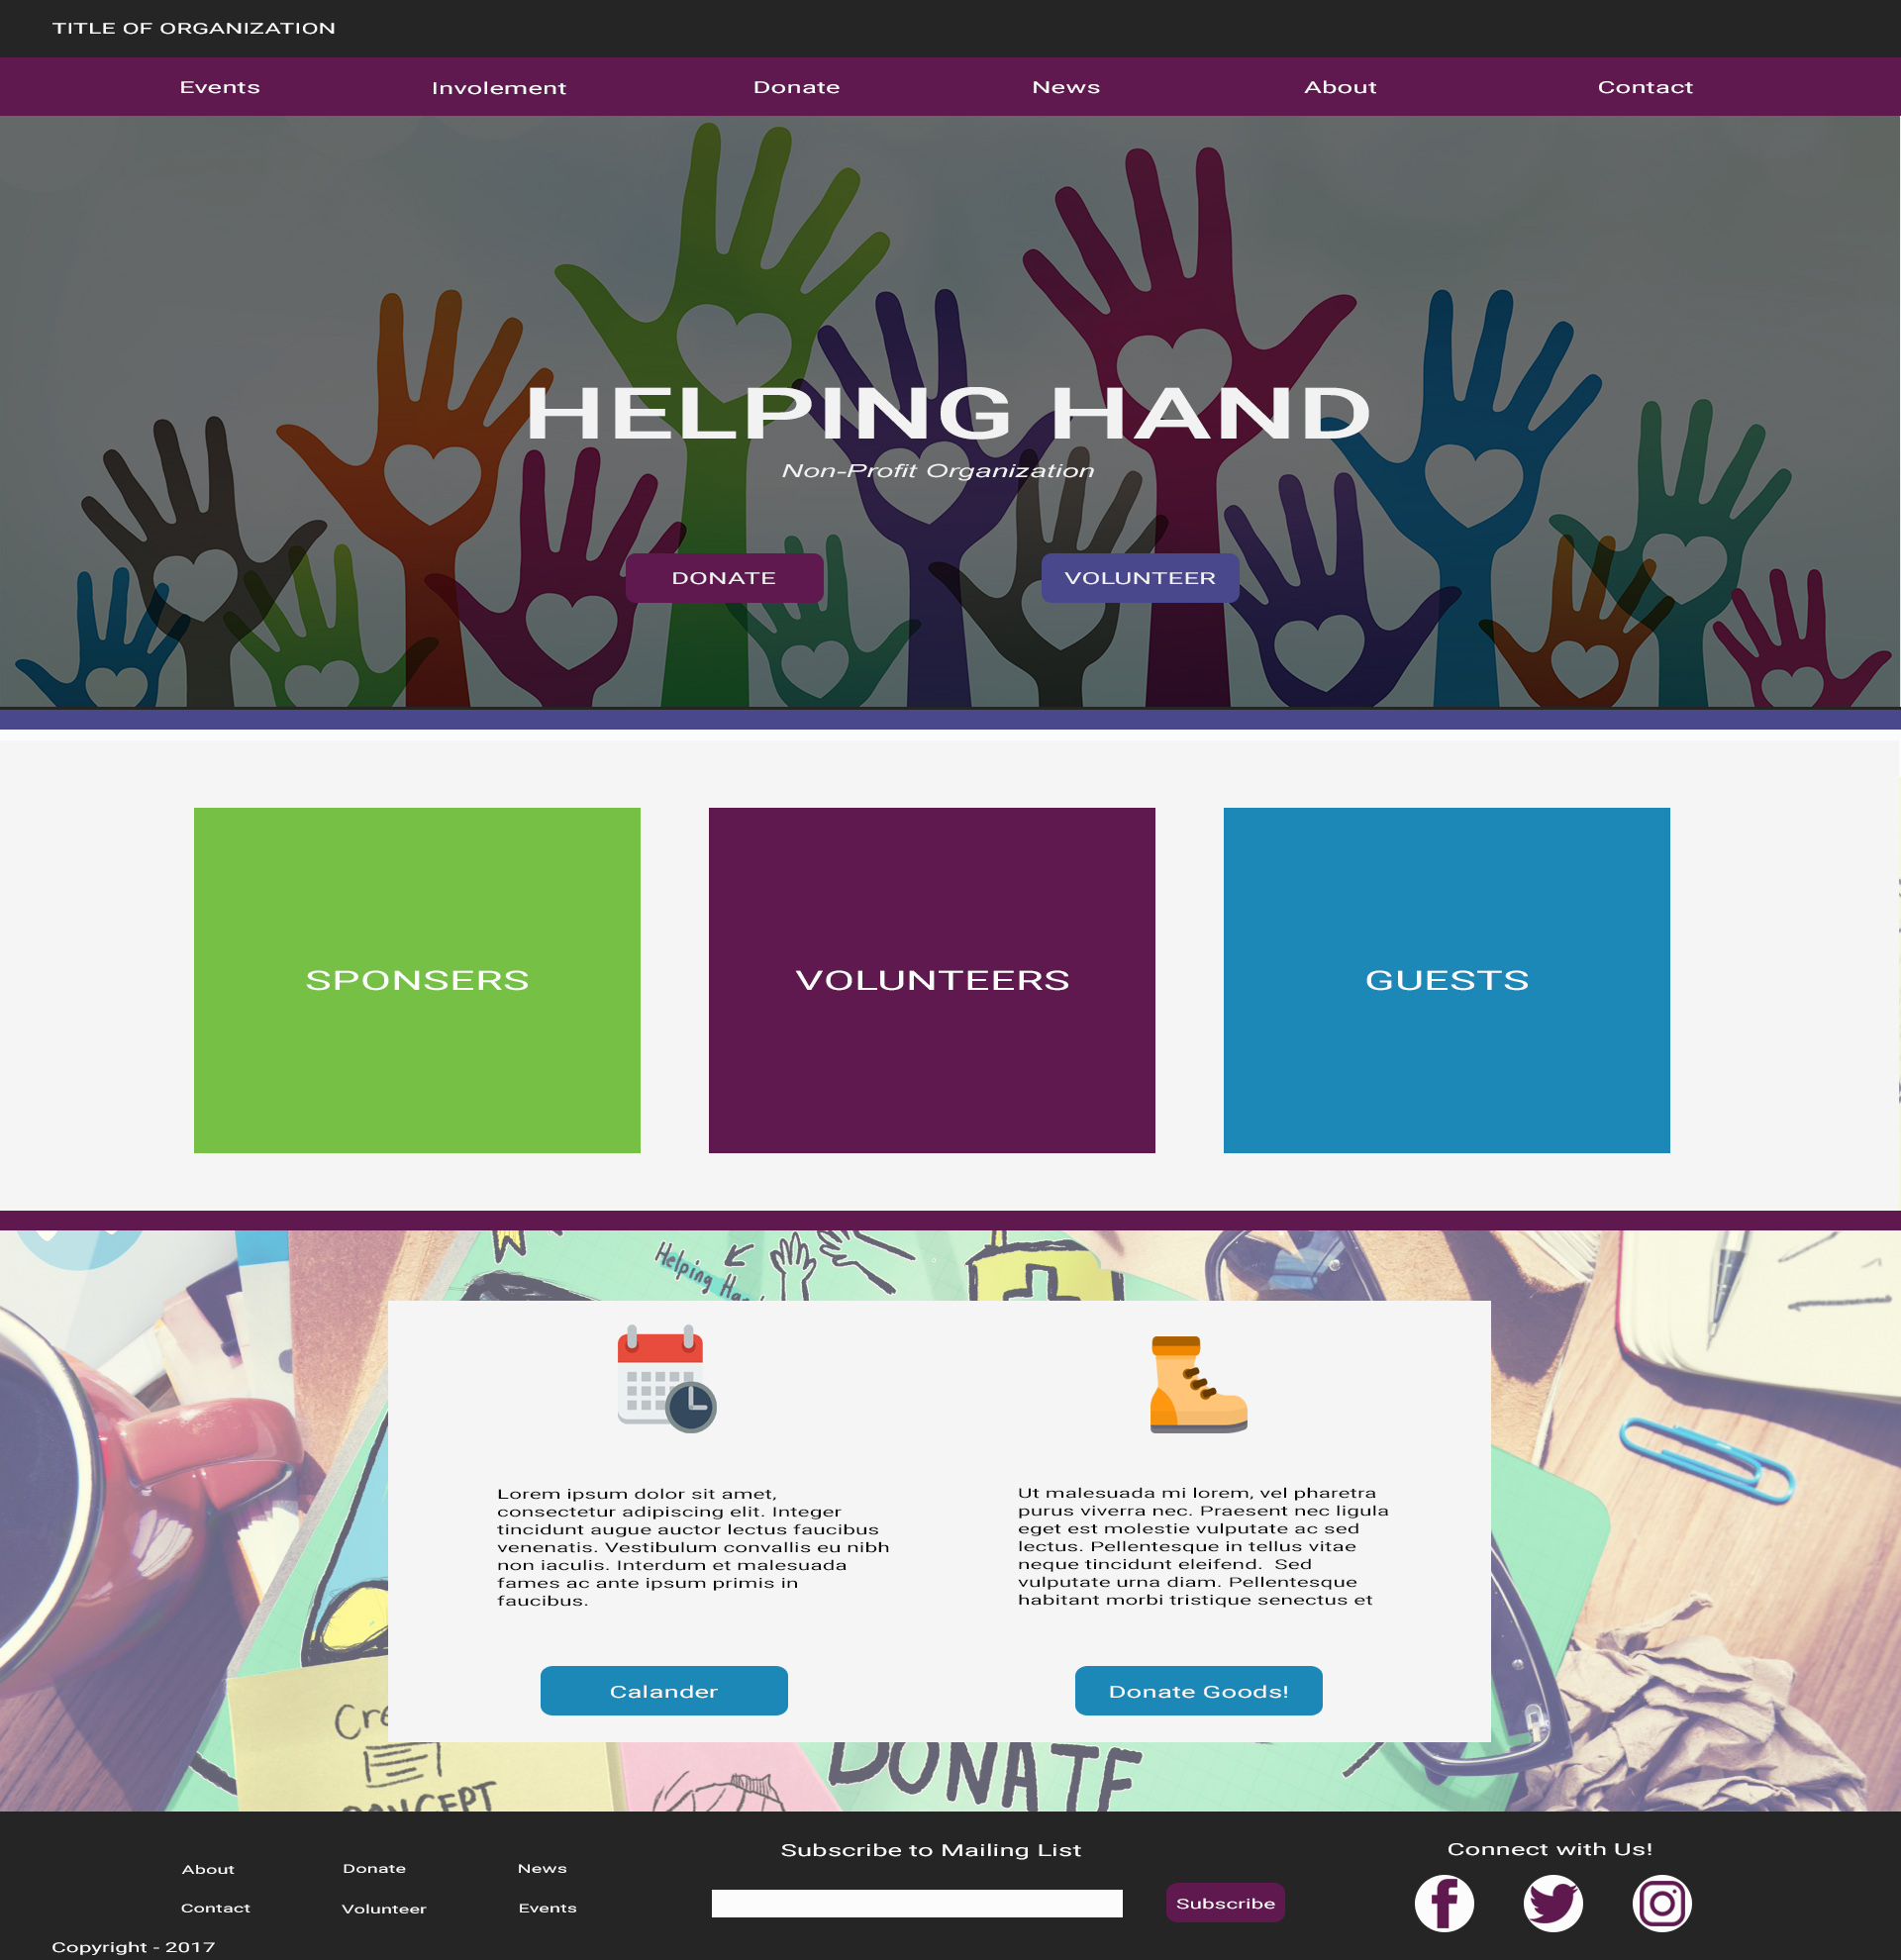 TITLE OF ORGANIZATION
Events Involement Donate News About Contact
HELPING HAND
Non-Profit Organization
DONATE VOLUNTEER
SPONSERS VOLUNTEERS GUESTS
Helping
Lorem ipsum dolor sit amet,
consectetur adipiscing elit. Integer
tincidunt augue auctor lectus faucibus
venenatis. Vestibulum convallis eu nibh
non iaculis. Interdum et malesuada
fames ac ante ipsum primis in
faucibus.
Calander
Ut malesuada mi lorem, vel pharetra
purus viverra nec. Praesent nec ligula
eget est molestie vulputate ac sed
lectus. Pellentesque in tellus vitae
neque tincidunt eleifend.  Sed
vulputate urna diam. Pellentesque
habitant morbi tristique senectus et
Donate Goods!
DONATE
About Donate News
Contact Volunteer Events
Copyright - 2017
Subscribe to Mailing List
Subscribe
Connect with Us!